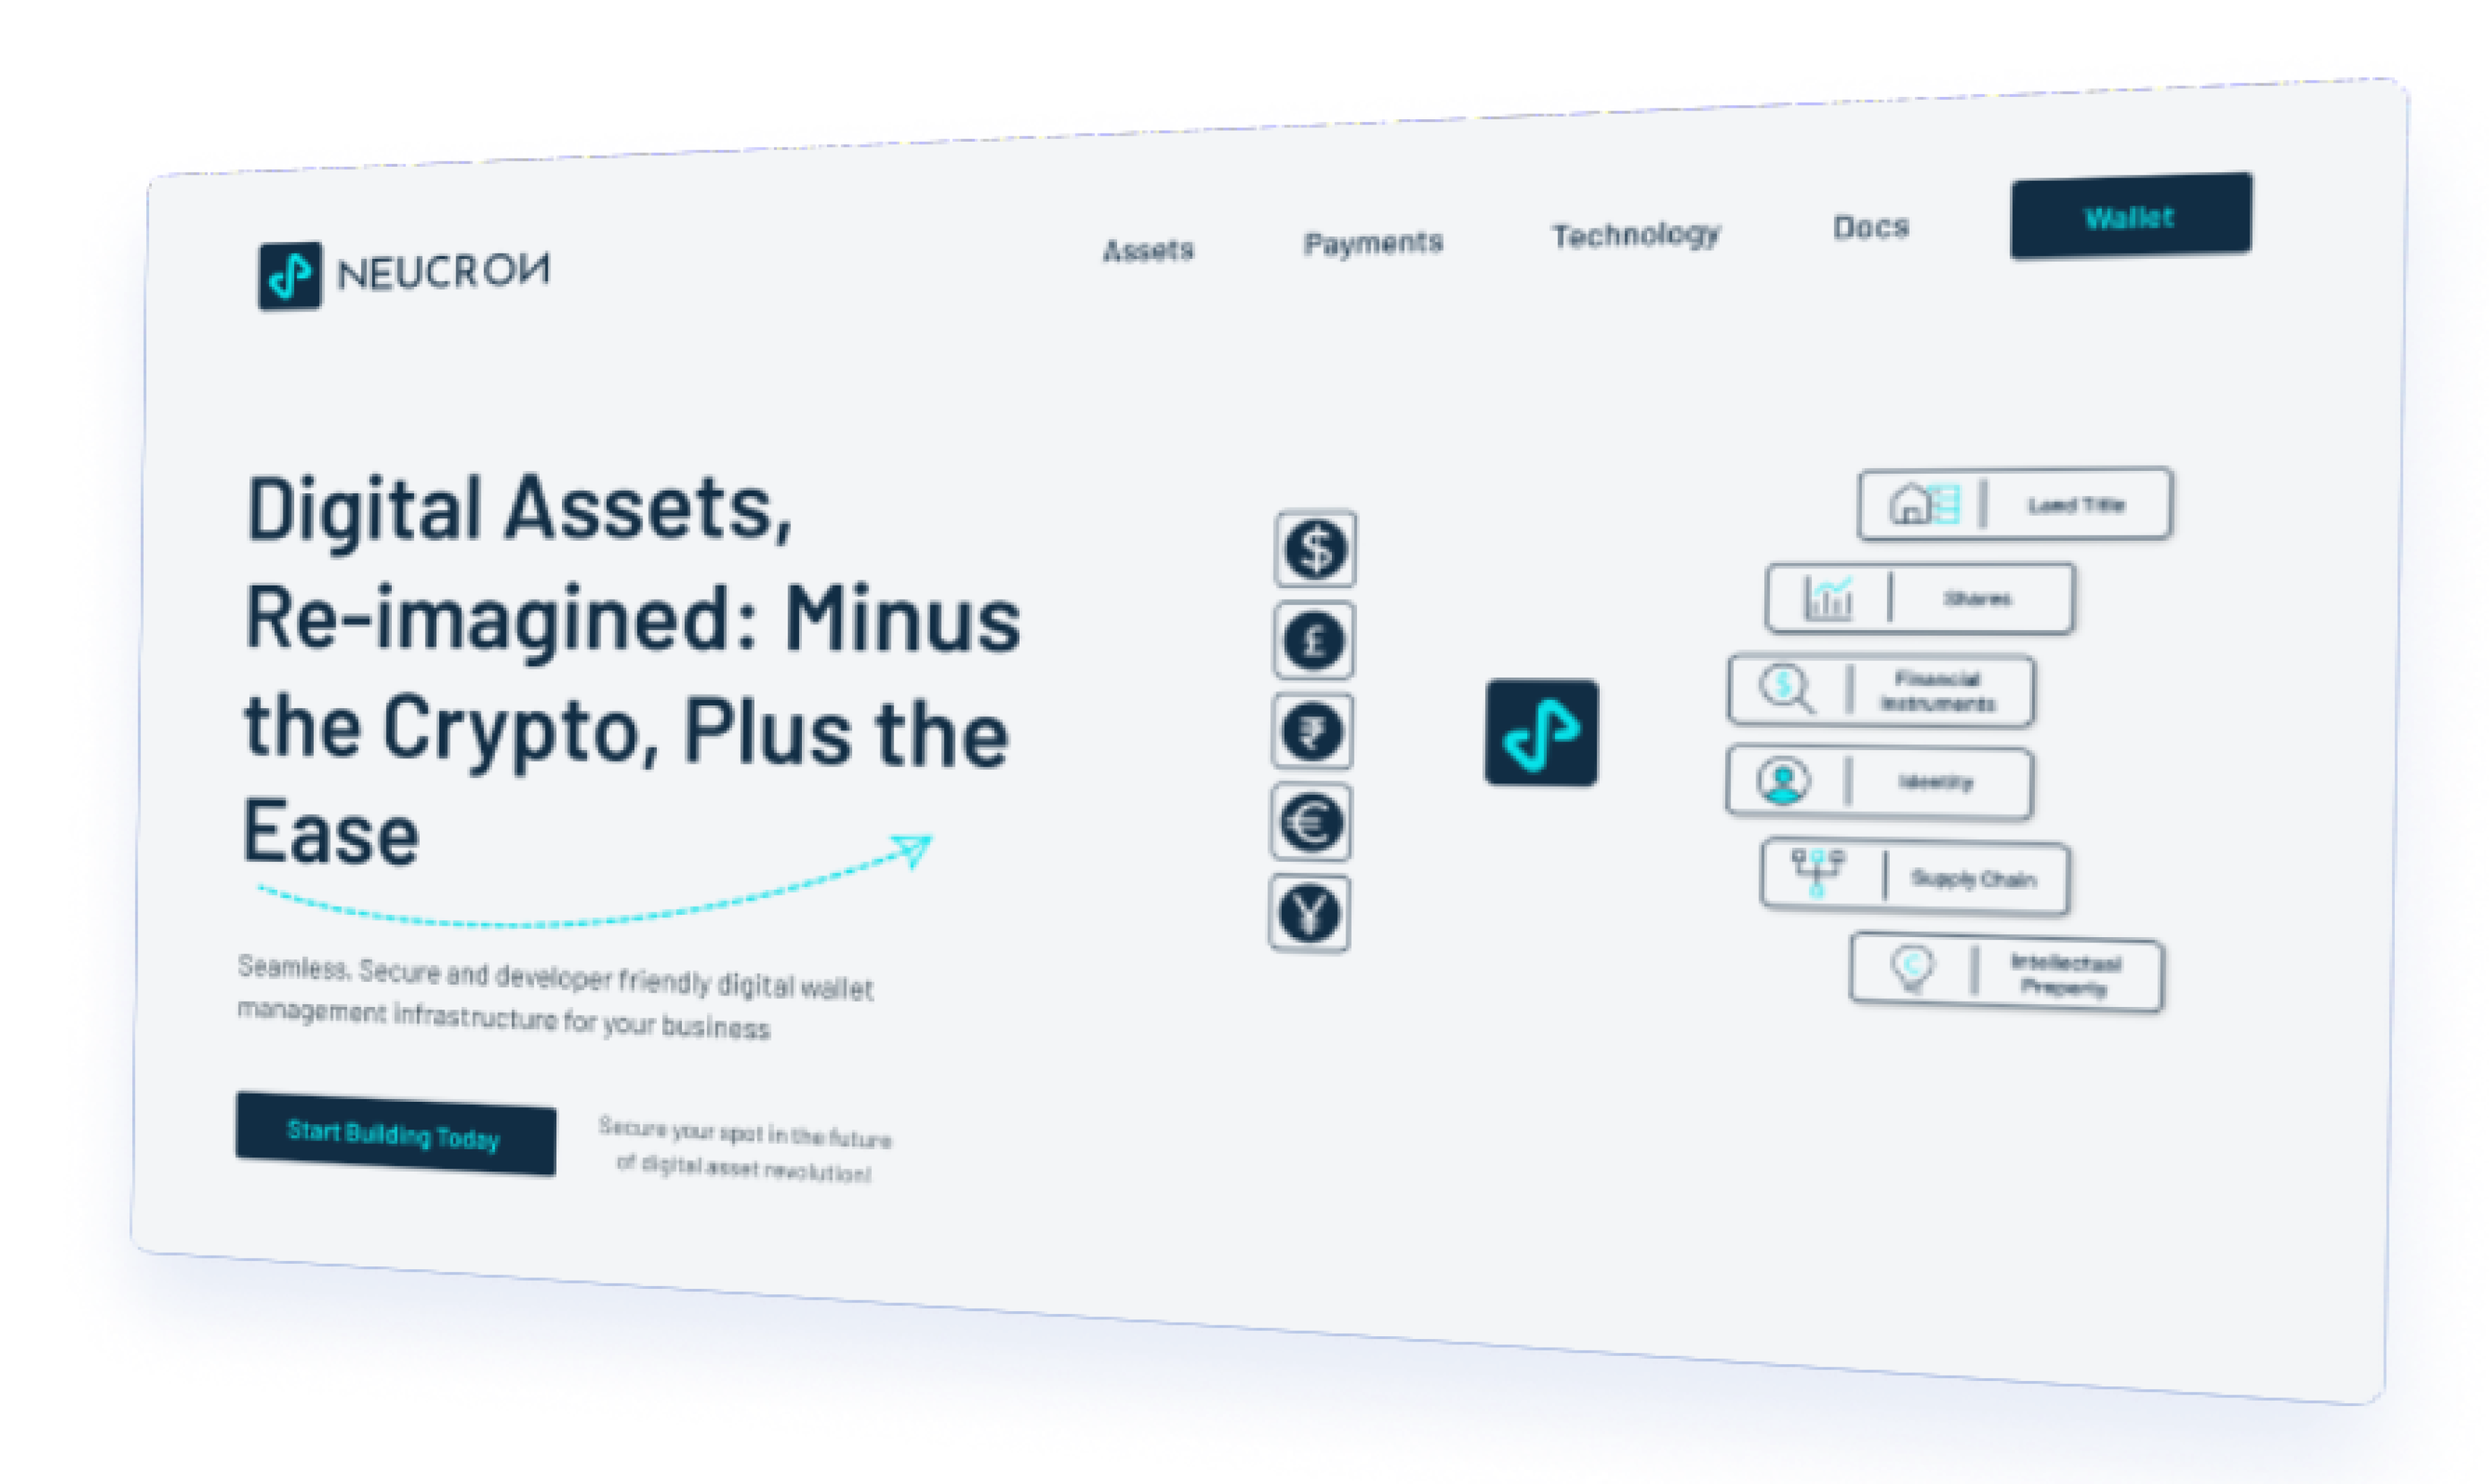 NEUCROИ
Assets
Payments
Technology
Docs
Wallet
Digital Assets,
Re-imagined: Minus
the Crypto, Plus the
Ease
Seamless, Secure and developer friendly digital wallet
management infrastructure for your business
Start Building Today
Secure your spot in the future
of digital asset revolution!
$
£
₹
€
¥
Land Title
Shares
$
Financial
Instruments
Identity
Supply Chain
C
Intellectual
Property